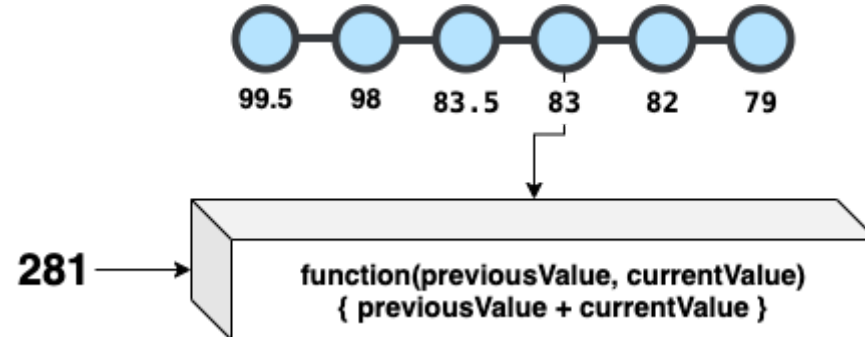 99.5 98 83.5 83 82 79
281
function(previousValue, currentValue)
{ previousValue + currentValue }